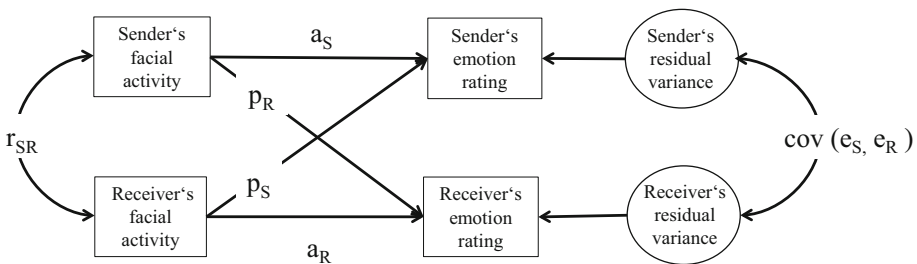 Sender‘s
facial
activity
a_S
Sender‘s
emotion
rating
Sender‘s
residual
variance
p_R
r_SR
cov (e_S, e_R )
p_S
Receiver‘s
facial
activity
a_R
Receiver‘s
emotion
rating
Receiver‘s
residual
variance